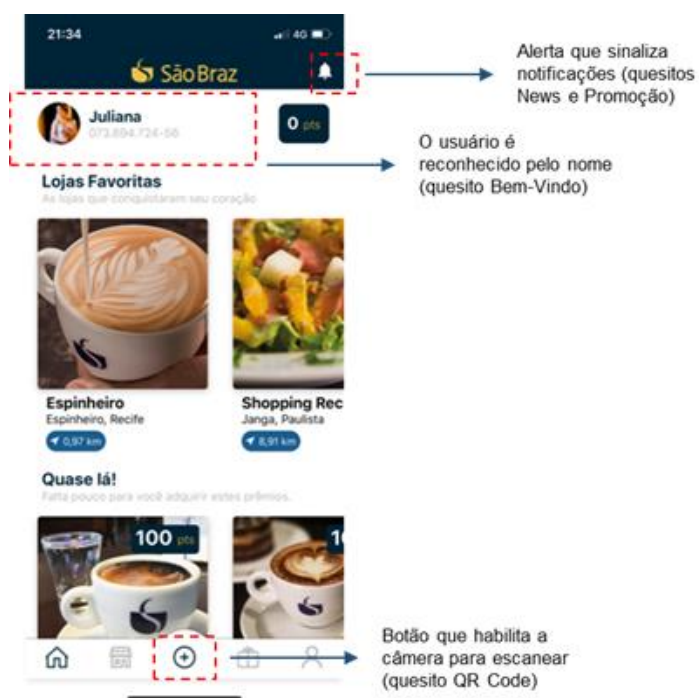 21:34
4G
São Braz
Alerta que sinaliza
notificações (quesitos
News e Promoção)
Juliana
073.694.724-56
0 pts
O usuário é
reconhecido pelo nome
(quesito Bem-Vindo)
Lojas Favoritas
As lojas que conquistaram seu coração
Espinheiro
Espinheiro, Recife
0,97 km
Shopping Rec
Janga, Paulista
8,91 km
Quase lá!
Falta pouco para você adquirir estes prêmios.
100 pts
Botão que habilita a
câmera para escanear
(quesito QR Code)